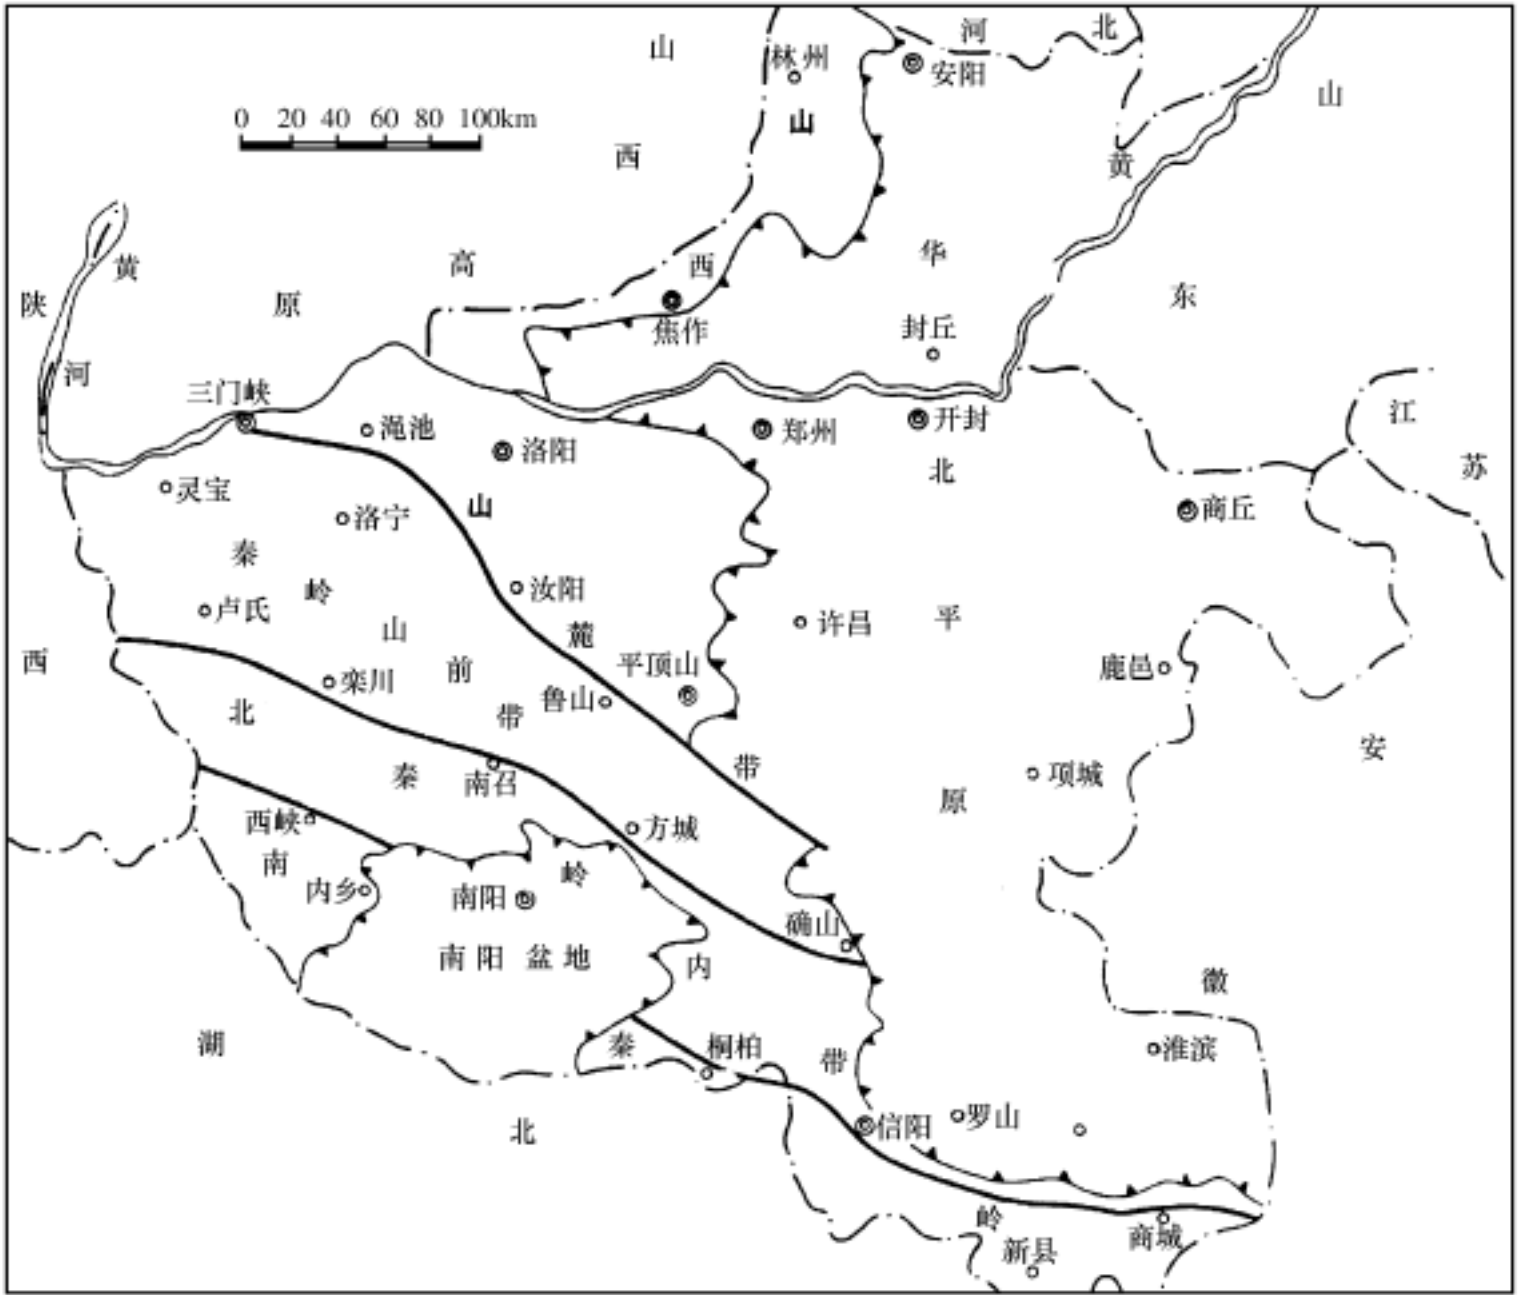 山
林州
河
北
安阳
山
0 20 40 60 80 100km
山
西
黄
黄
高
西
华
陕
原
东
焦作
封丘
河
三门峡
渑池
洛阳
郑州
开封
江
苏
北
灵宝
洛宁
山
商丘
秦
岭
汝阳
卢氏
山
麓
许昌
平
西
栾川
前
平顶山
鹿邑
北
带
鲁山
安
秦
南召
带
项城
原
西峡
方城
南
岭
内乡
南阳
确山
南阳盆地
内
徽
湖
秦
桐柏
带
淮滨
北
信阳
罗山
岭
新县
商城